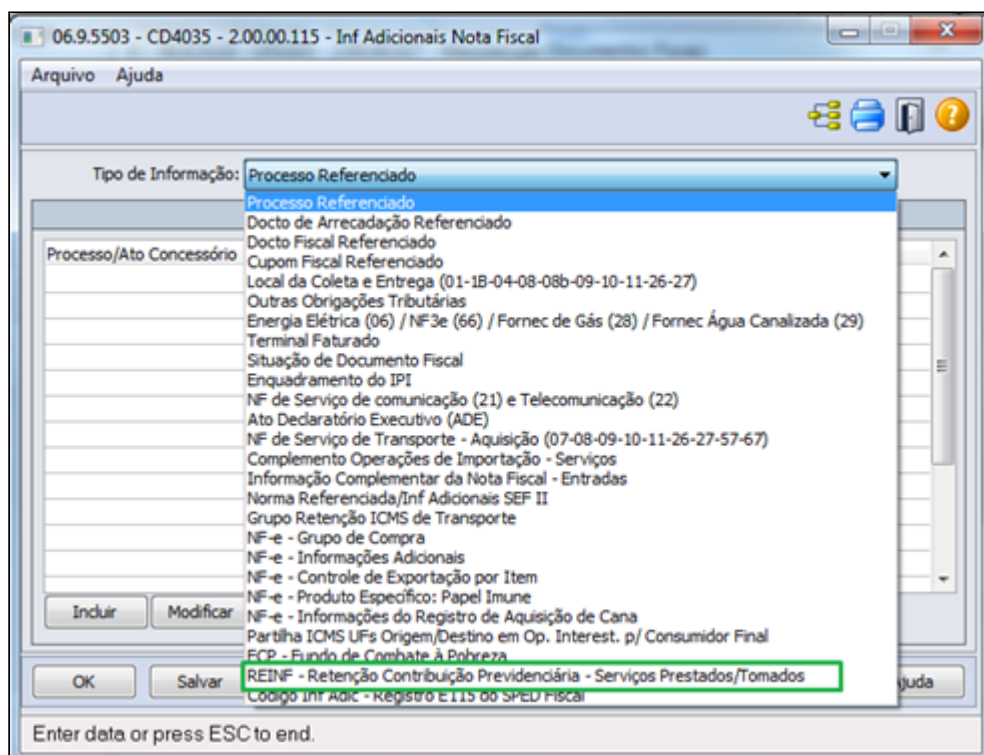 06.9.5503 - CD4035 - 2.00.00.115 - Inf Adicionais Nota Fiscal
Arquivo Ajuda
Tipo de Informação: Processo Referenciado
Processo Referenciado
Docto de Arrecadação Referenciado
Docto Fiscal Referenciado
Processo/Ato Concessório
Cupom Fiscal Referenciado
Local da Coleta e Entrega (01-1B-04-08-08b-09-10-11-26-27)
Outras Obrigações Tributárias
Energia Elétrica (06) / NF3e (66) / Fornec de Gás (28) / Fornec Água Canalizada (29)
Terminal Faturado
Situação de Documento Fiscal
Enquadramento do IPI
NF de Serviço de comunicação (21) e Telecomunicação (22)
Ato Declaratório Executivo (ADE)
NF de Serviço de Transporte - Aquisição (07-08-09-10-11-26-27-57-67)
Complemento Operações de Importação - Serviços
Informação Complementar da Nota Fiscal - Entradas
Norma Referenciada/Inf Adicionais SEF II
Grupo Retenção ICMS de Transporte
NF-e - Grupo de Compra
NF-e - Informações Adicionais
NF-e - Controle de Exportação por Item
NF-e - Produto Específico: Papel Imune
Incluir Modificar NF-e - Informações do Registro de Aquisição de Cana
Partilha ICMS UFs Origem/Destino em Op. Interest. p/ Consumidor Final
FCP - Fundo de Combate à Pobreza
OK Salvar REINF - Retenção Contribuição Previdenciária - Serviços Prestados/Tomados
Código Inf Adic - Registro E115 do SPED Fiscal
Enter data or press ESC to end.